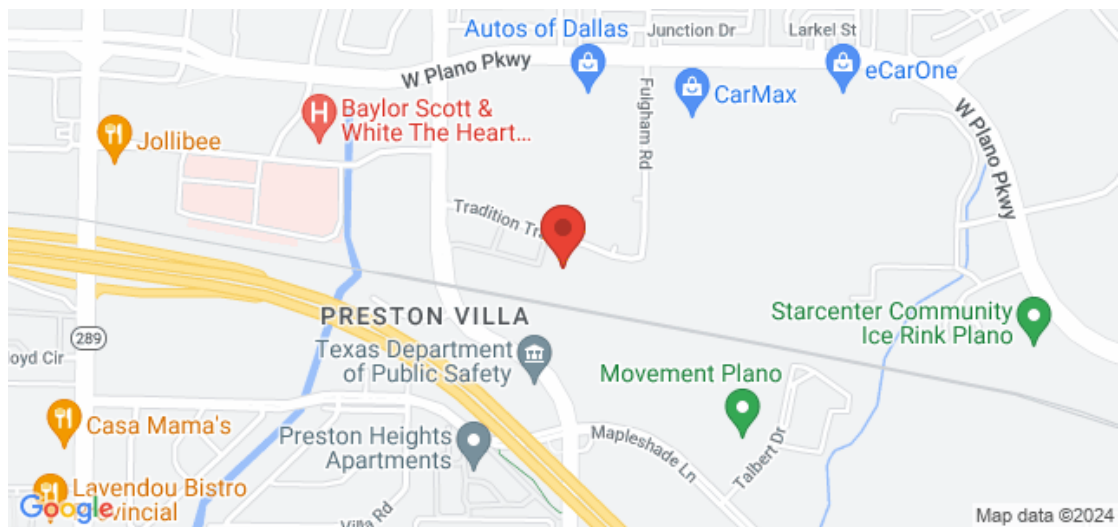 Autos of Dallas
Junction Dr
Larkel St
eCarOne
W Plano Pkwy
CarMax
Fulgham Rd
Baylor Scott &
White The Heart...
Jollibee
W Plano Pkwy
Tradition
PRESTON VILLA
Texas Department
of Public Safety
Starcenter Community
Ice Rink Plano
289
Movement Plano
Casa Mama's
Preston Heights
Apartments
Mapleshade Ln
Talbert Dr
Lavendou Bistro
Villa Rd
Google
Map data ©2024